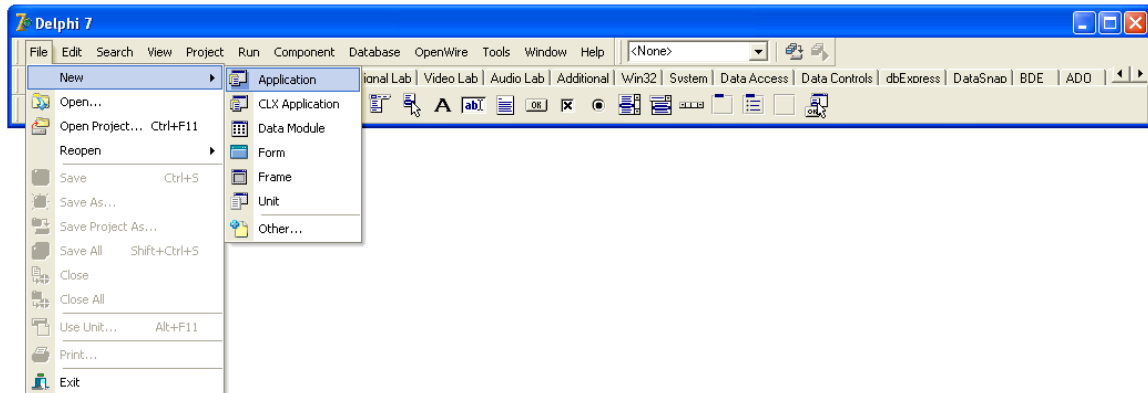 Delphi 7
File Edit Search View Project Run Component Database OpenWire Tools Window Help <None>
New Application ional Lab Video Lab Audio Lab Additional Win32 System Data Access Data Controls dbExpress DataSnap BDE ADO
Open... CLX Application
Open Project... Ctrl+F11 Data Module
Reopen Form
Save Ctrl+S Frame
Save As... Unit
Save Project As... Other...
Save All Shift+Ctrl+S
Close
Close All
Use Unit... Alt+F11
Print...
Exit